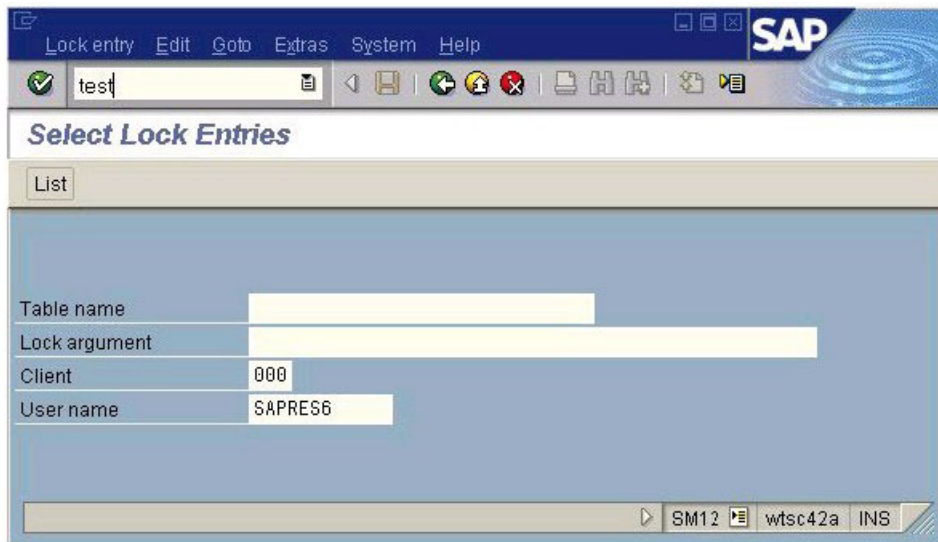 SAP
Lock entry Edit Goto Extras System Help
test
Select Lock Entries
List
Table name
Lock argument
Client 000
User name SAPRES6
SM12 wtsc42a INS